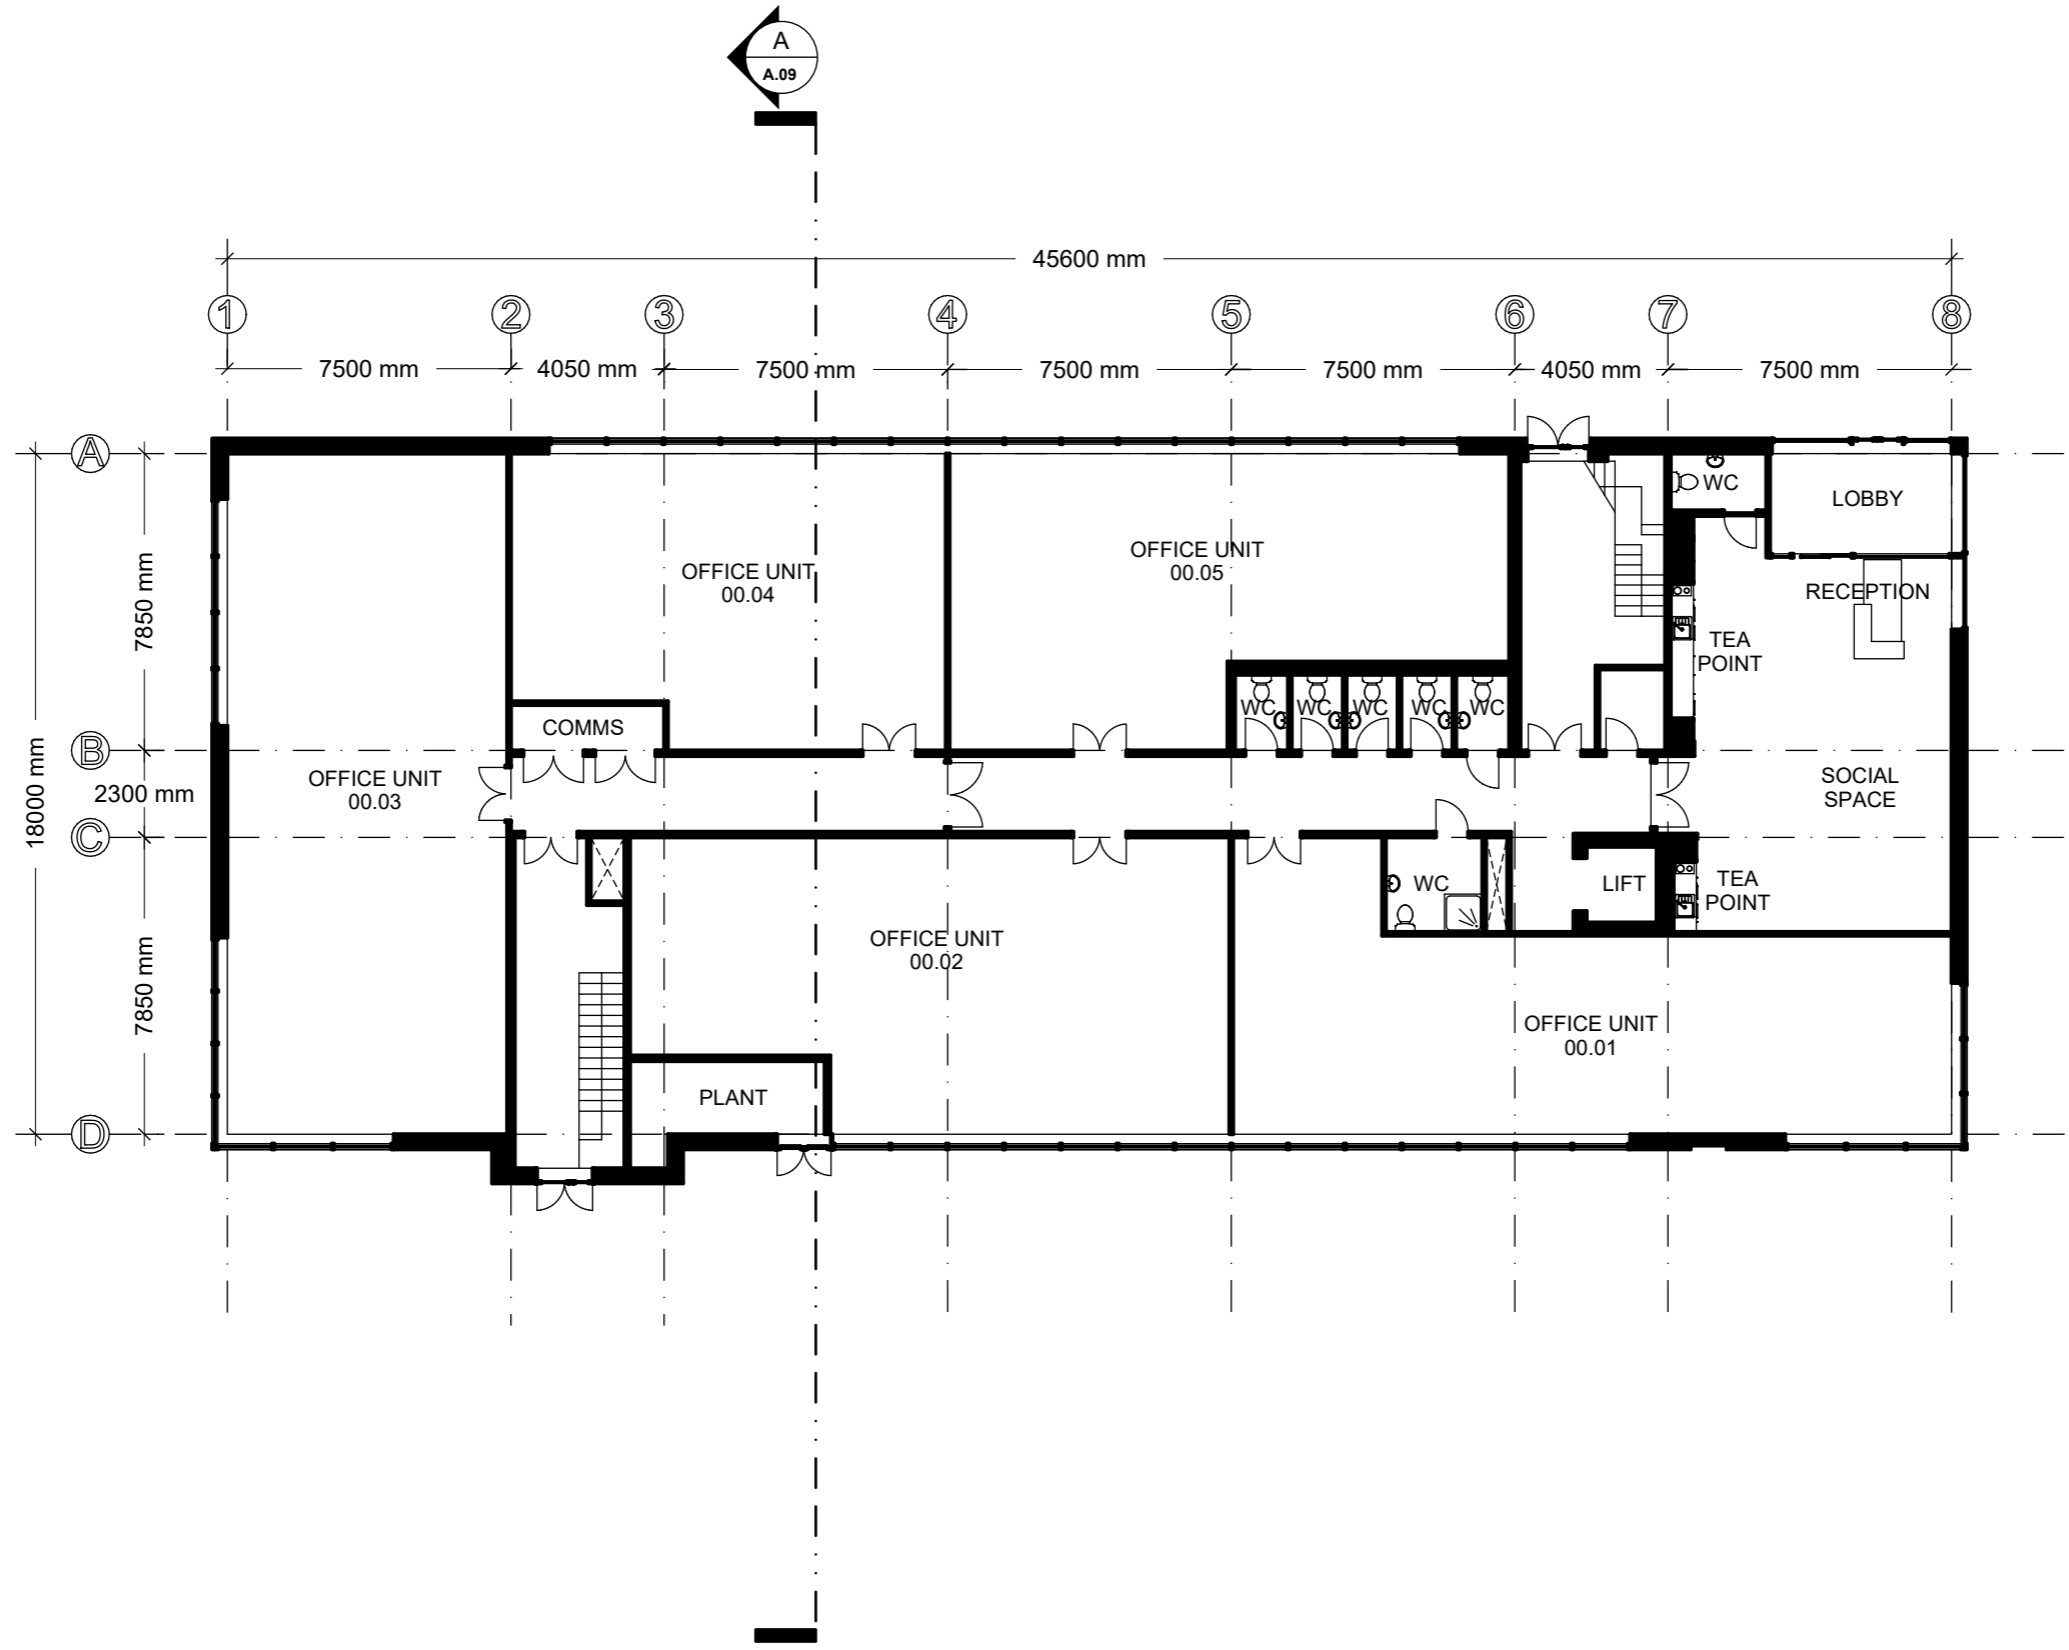 A
A.09
45600 mm
1
2
3
4
5
6
7
8
7500 mm
4050 mm
7500 mm
7500 mm
7500 mm
4050 mm
7500 mm
A
B
C
D
18000 mm
7850 mm
2300 mm
7850 mm
WC
LOBBY
OFFICE UNIT
00.05
OFFICE UNIT
00.04
RECEPTION
TEA
POINT
WC
WC
WC
WC
WC
COMMS
OFFICE UNIT
00.03
SOCIAL
SPACE
WC
LIFT
TEA
POINT
OFFICE UNIT
00.02
OFFICE UNIT
00.01
PLANT